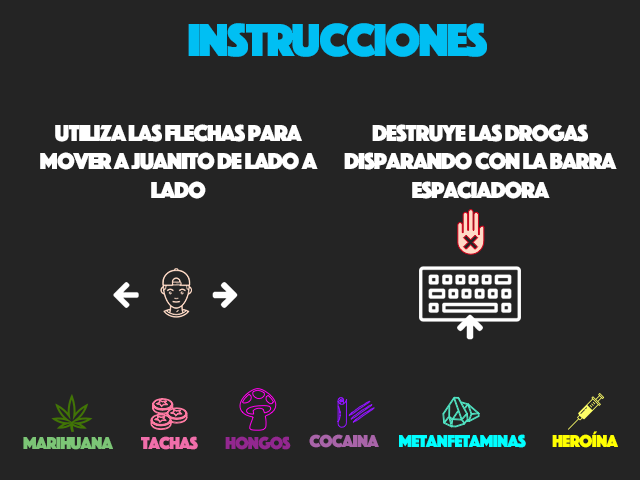 INSTRUCCIONES
UTILIZA LAS FLECHAS PARA
MOVER A JUANITO DE LADO A
LADO
DESTRUYE LAS DROGAS
DISPARANDO CON LA BARRA
ESPACIADORA
MARIHUANA
TACHAS
HONGOS
COCAINA
METANFETAMINAS
HEROÍNA